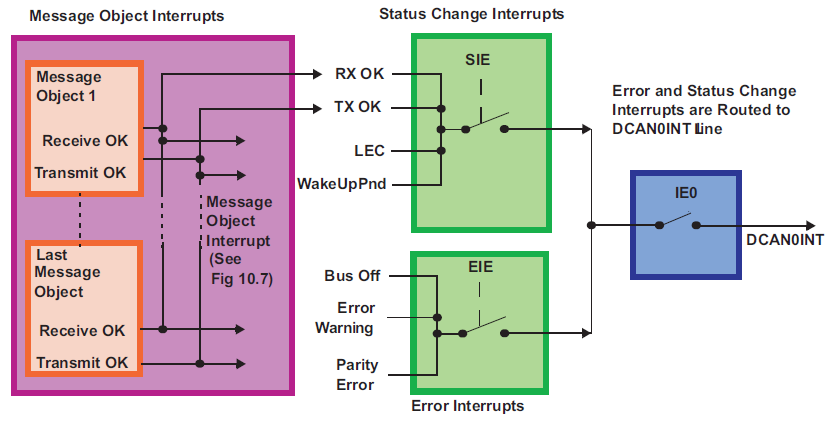 Message Object Interrupts
Status Change Interrupts
Message
Object 1
Receive OK
Transmit OK
Message
Object
Interrupt
(See
Fig 10.7)
Last
Message
Object
Receive OK
Transmit OK
RX OK
TX OK
LEC
WakeUpPnd
SIE
Error and Status Change
Interrupts are Routed to
DCAN0INT Line
IE0
DCAN0INT
Bus Off
Error
Warning
Parity
Error
EIE
Error Interrupts